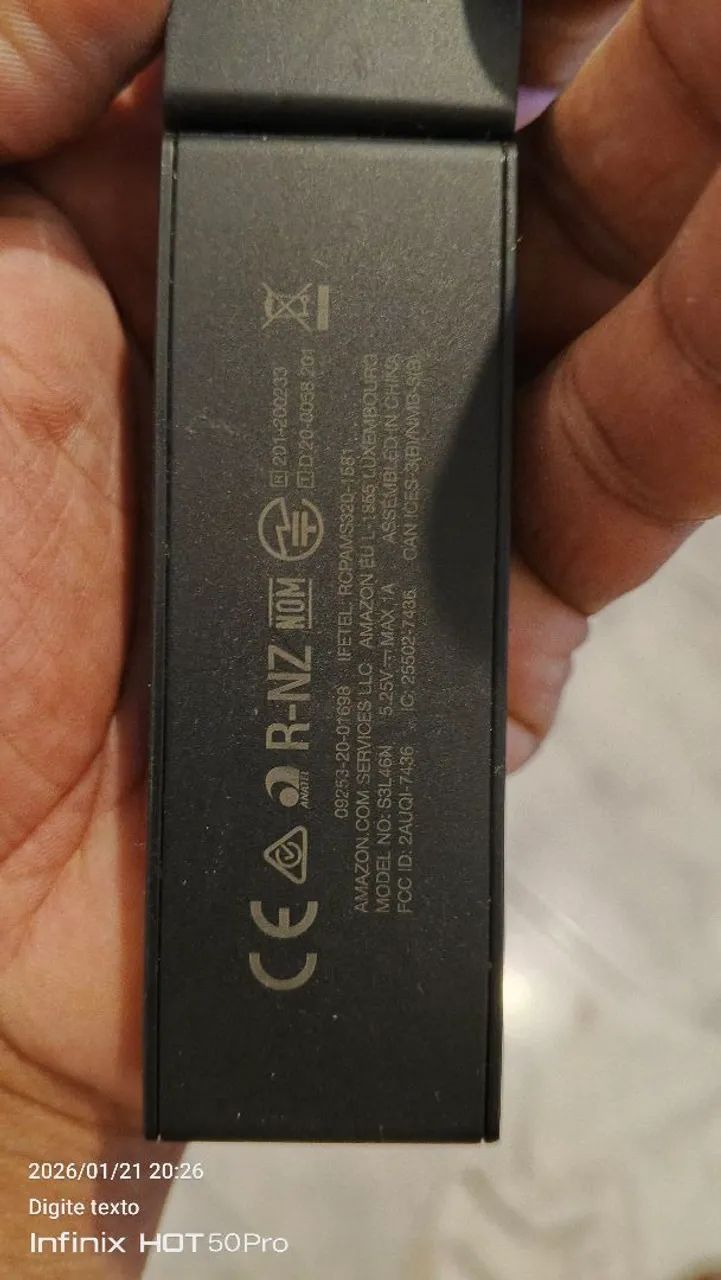 CE ANATEL R-NZ NOM R 201-200233
T D 20-0058 201
09253-20-01698 IFETEL: RCPAMS320-1681
AMAZON.COM SERVICES LLC AMAZON EU L-1855 LUXEMBOURG
MODEL NO: S3L46N 5.25V⎓ MAX 1A ASSEMBLED IN CHINA
FCC ID: 2AUQI-7436 IC: 25502-7436 CAN ICES-3(B)/NMB-3(B)
2026/01/21 20:26
Digite texto
Infinix HOT 50Pro